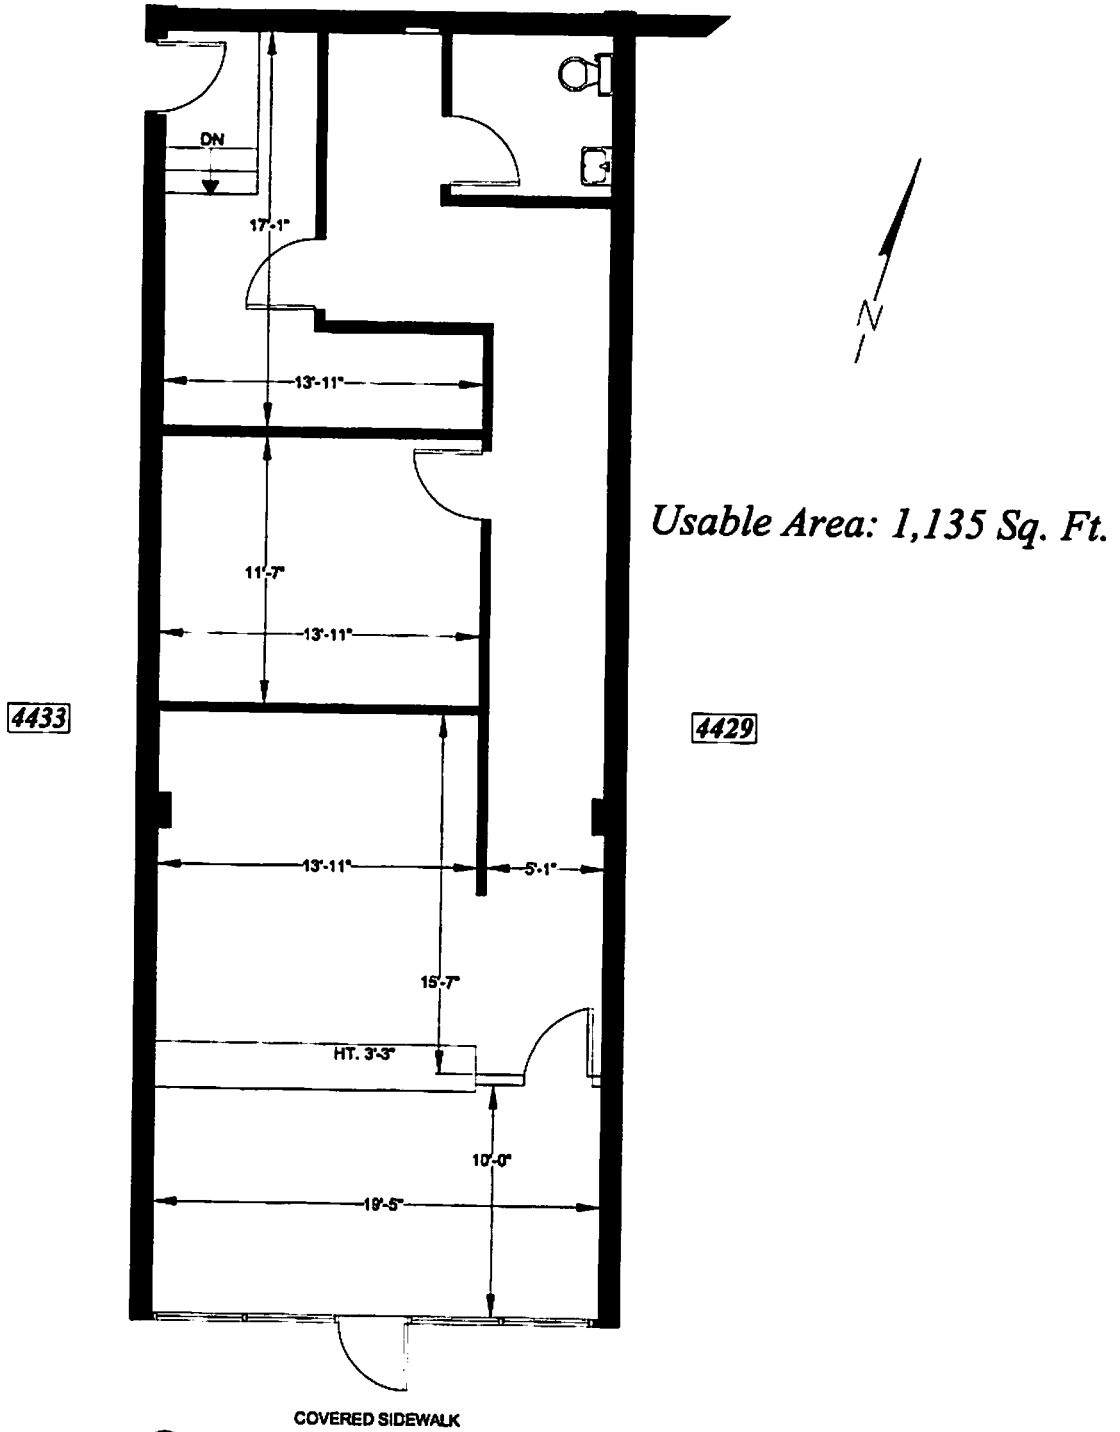 DN
17'-1"
13'-11"
Usable Area: 1,135 Sq. Ft.
11'-7"
13'-11"
4433
4429
13'-11"
5'-1"
15'-7"
HT. 3'-3"
10'-0"
19'-5"
COVERED SIDEWALK
N